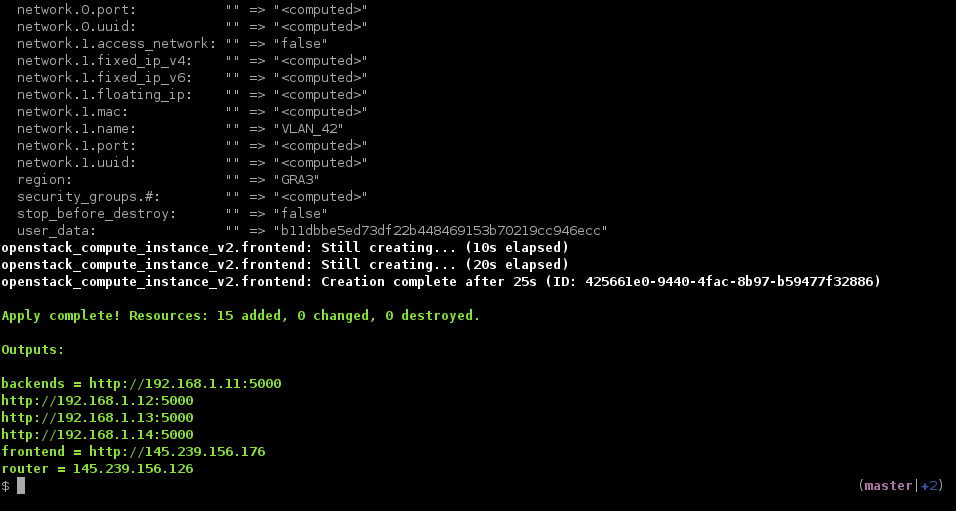 network.0.port: "" => "<computed>"
network.0.uuid: "" => "<computed>"
network.1.access_network: "" => "false"
network.1.fixed_ip_v4: "" => "<computed>"
network.1.fixed_ip_v6: "" => "<computed>"
network.1.floating_ip: "" => "<computed>"
network.1.mac: "" => "<computed>"
network.1.name: "" => "VLAN_42"
network.1.port: "" => "<computed>"
network.1.uuid: "" => "<computed>"
region: "" => "GRA3"
security_groups.#: "" => "<computed>"
stop_before_destroy: "" => "false"
user_data: "" => "b11dbbe5ed73df22b448469153b70219cc946ecc"
openstack_compute_instance_v2.frontend: Still creating... (10s elapsed)
openstack_compute_instance_v2.frontend: Still creating... (20s elapsed)
openstack_compute_instance_v2.frontend: Creation complete after 25s (ID: 425661e0-9440-4fac-8b97-b59477f32886)
Apply complete! Resources: 15 added, 0 changed, 0 destroyed.
Outputs:
backends = http://192.168.1.11:5000
http://192.168.1.12:5000
http://192.168.1.13:5000
http://192.168.1.14:5000
frontend = http://145.239.156.176
router = 145.239.156.126
$ (master|+2)